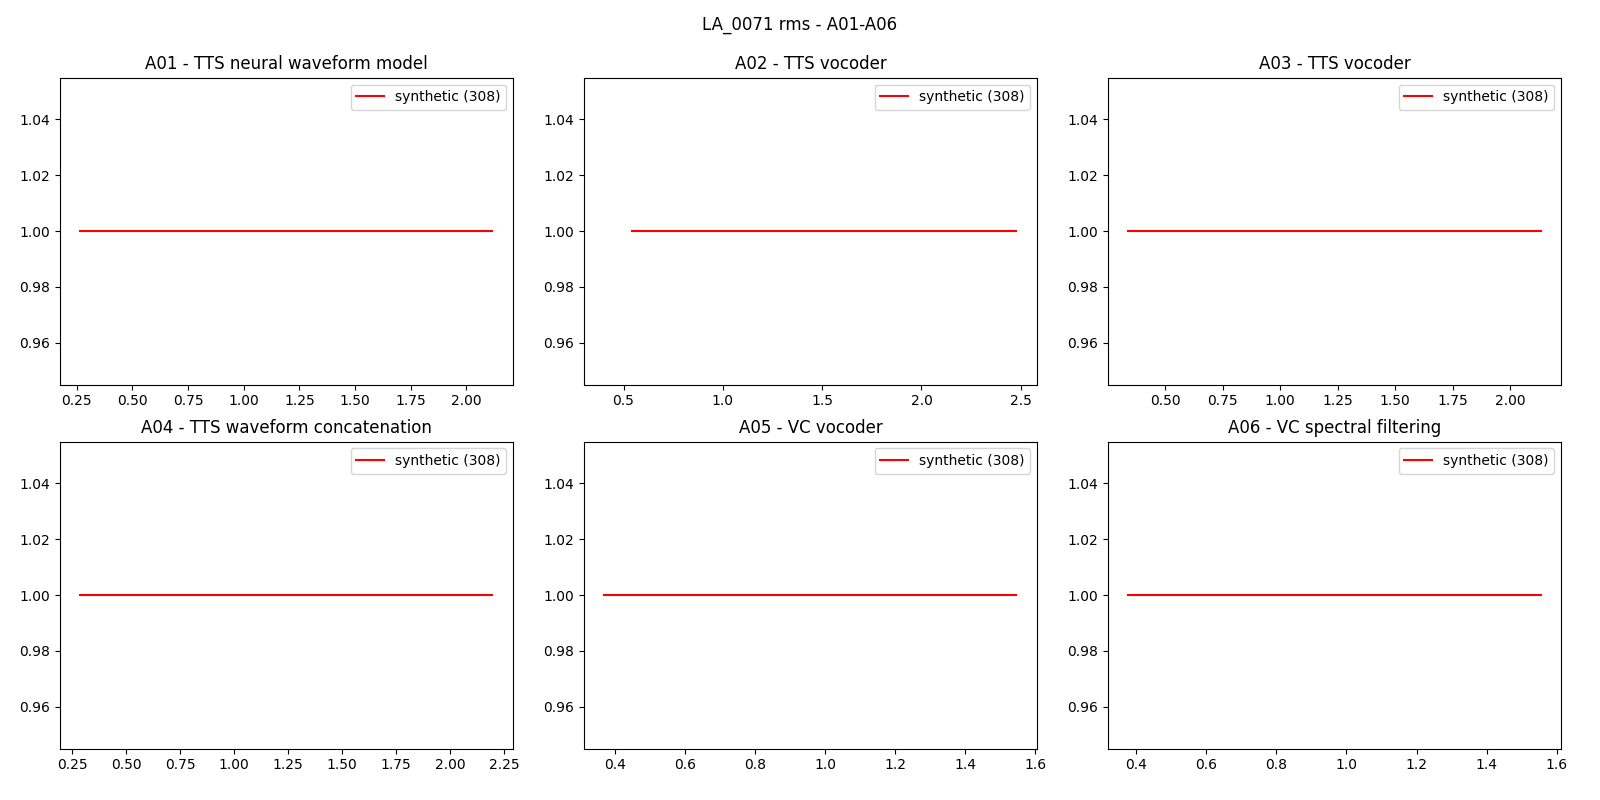 LA_0071 rms - A01-A06
A01 - TTS neural waveform model
synthetic (308)
1.04
1.02
1.00
0.98
0.96
0.25 0.50 0.75 1.00 1.25 1.50 1.75 2.00
A02 - TTS vocoder
synthetic (308)
1.04
1.02
1.00
0.98
0.96
0.5 1.0 1.5 2.0 2.5
A03 - TTS vocoder
synthetic (308)
1.04
1.02
1.00
0.98
0.96
0.50 0.75 1.00 1.25 1.50 1.75 2.00
A04 - TTS waveform concatenation
synthetic (308)
1.04
1.02
1.00
0.98
0.96
0.25 0.50 0.75 1.00 1.25 1.50 1.75 2.00 2.25
A05 - VC vocoder
synthetic (308)
1.04
1.02
1.00
0.98
0.96
0.4 0.6 0.8 1.0 1.2 1.4 1.6
A06 - VC spectral filtering
synthetic (308)
1.04
1.02
1.00
0.98
0.96
0.4 0.6 0.8 1.0 1.2 1.4 1.6